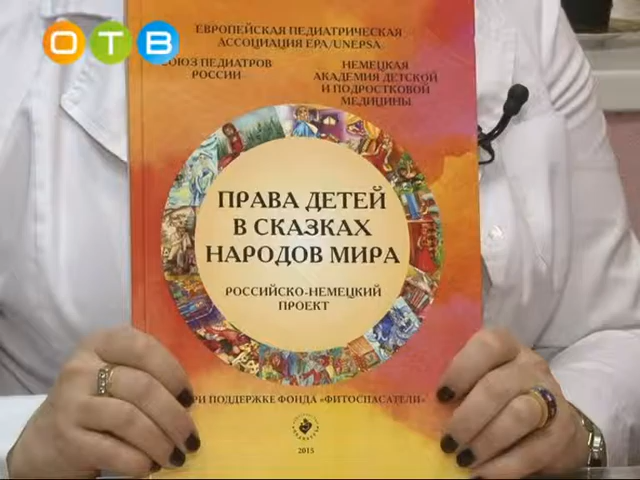 ОТВ
ЕВРОПЕЙСКАЯ ПЕДИАТРИЧЕСКАЯ
АССОЦИАЦИЯ EPA/UNEPSA
СОЮЗ ПЕДИАТРОВ
РОССИИ
НЕМЕЦКАЯ
АКАДЕМИЯ ДЕТСКОЙ
И ПОДРОСТКОВОЙ
МЕДИЦИНЫ
ПРАВА ДЕТЕЙ
В СКАЗКАХ
НАРОДОВ МИРА
РОССИЙСКО-НЕМЕЦКИЙ
ПРОЕКТ
ПРИ ПОДДЕРЖКЕ ФОНДА «ФИТОСПАСАТЕЛИ»
2015